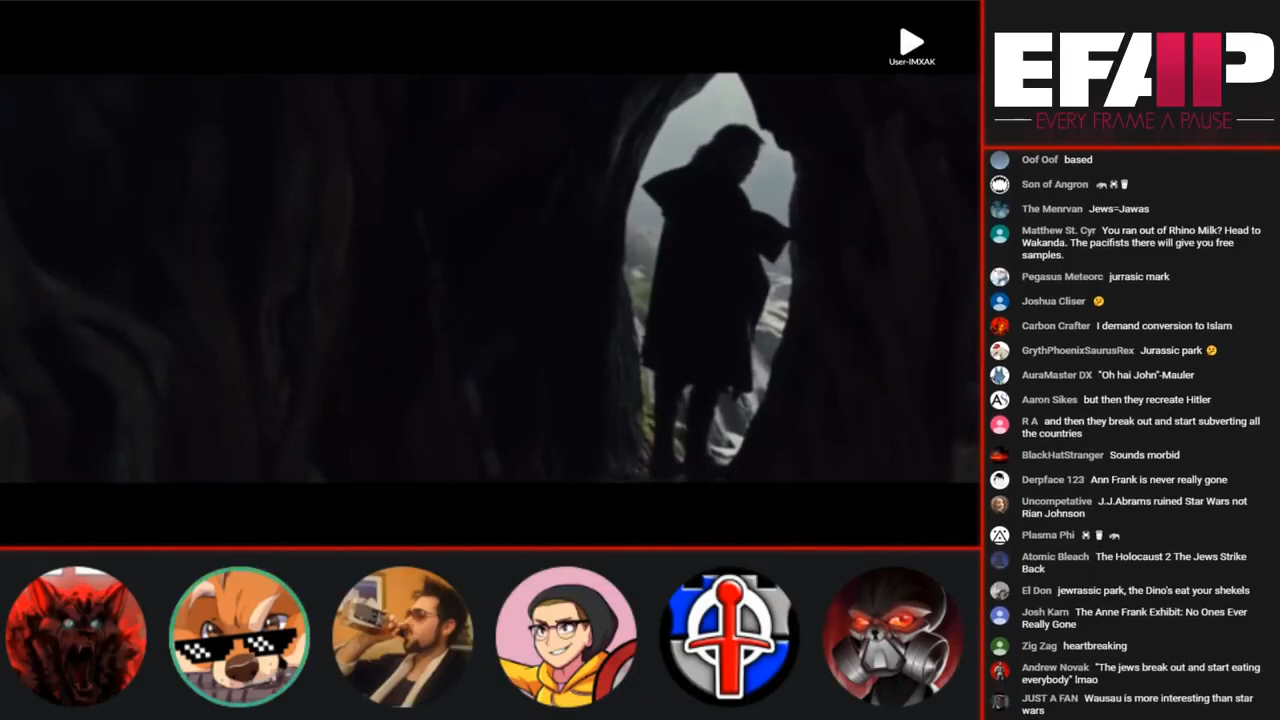 User-IMXAK
EFAP
EVERY FRAME A PAUSE
Oof Oof based
Son of Angron
The Menrvan Jews=Jawas
Matthew St. Cyr You ran out of Rhino Milk? Head to
Wakanda. The pacifists there will give you free
samples.
Pegasus Meteorc jurrasic mark
Joshua Cliser
Carbon Crafter I demand conversion to Islam
GrythPhoenixSaurusRex Jurassic park
AuraMaster DX "Oh hai John"-Mauler
Aaron Sikes but then they recreate Hitler
AS
R A and then they break out and start subverting all
the countries
BlackHatStranger Sounds morbid
Derpface 123 Ann Frank is never really gone
Uncompetative J.J.Abrams ruined Star Wars not
Rian Johnson
Plasma Phi
Atomic Bleach The Holocaust 2 The Jews Strike
Back
El Don jewrassic park, the Dino's eat your shekels
Josh Karn The Anne Frank Exhibit: No Ones Ever
Really Gone
Zig Zag heartbreaking
Andrew Novak "The jews break out and start eating
everybody" lmao
JUST A FAN Wausau is more interesting than star
wars